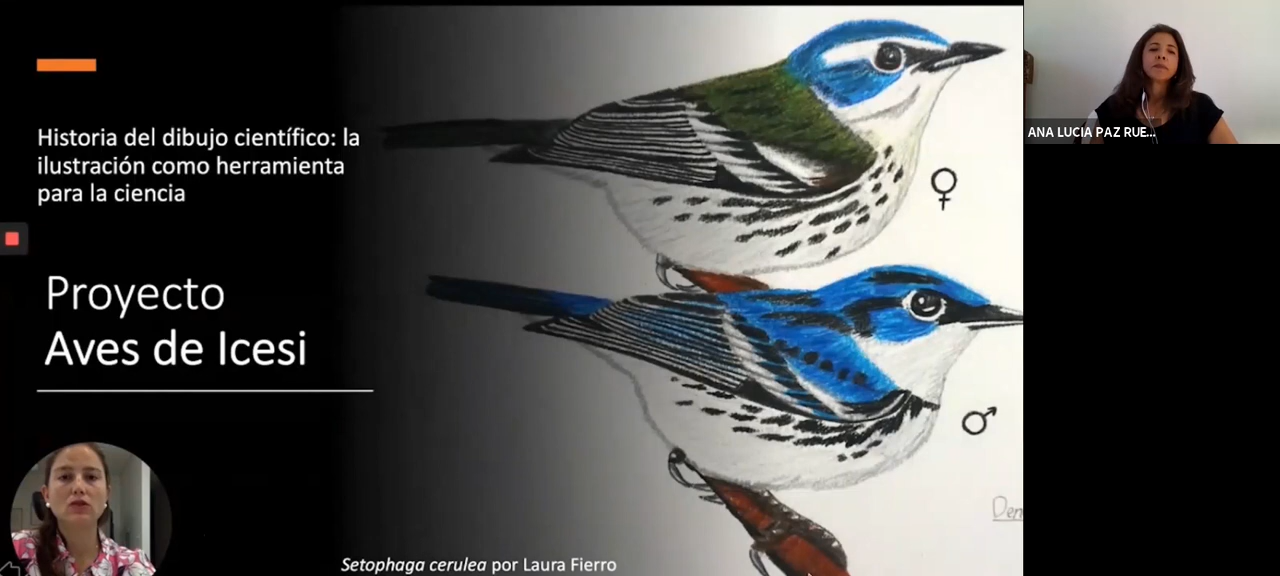 Historia del dibujo científico: la
ilustración como herramienta
para la ciencia
Proyecto
Aves de Icesi
Setophaga cerulea por Laura Fierro
ANA LUCIA PAZ RUE...